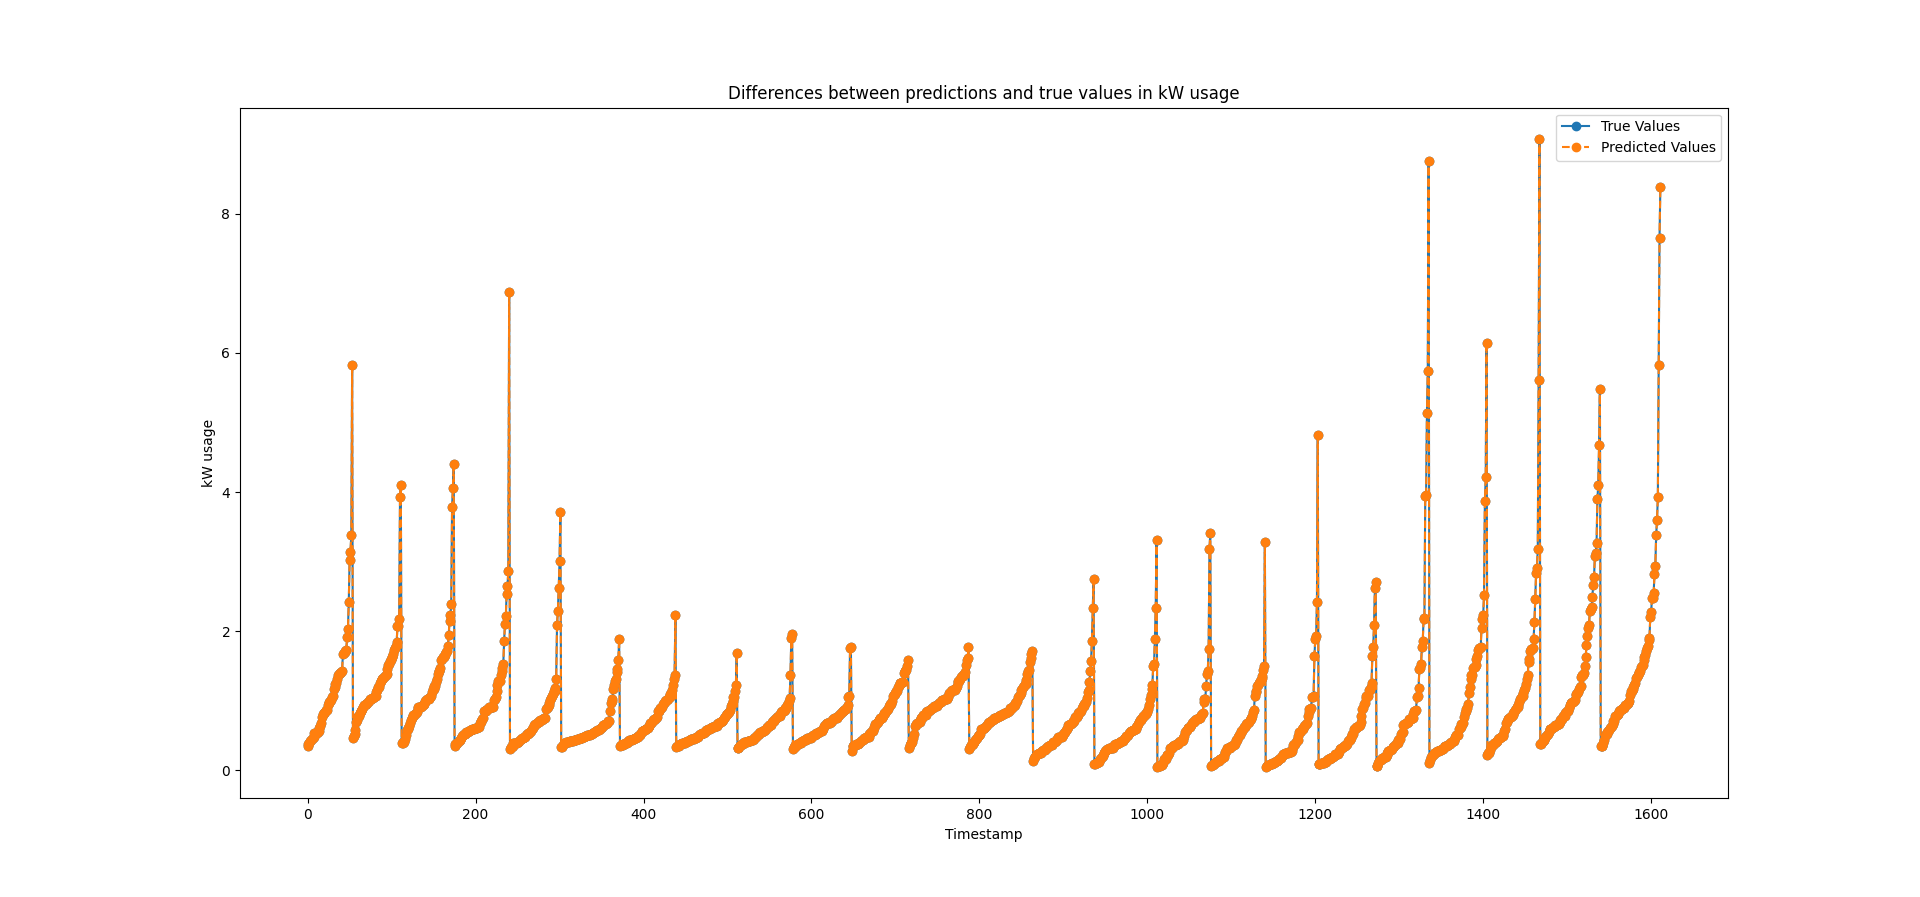 Differences between predictions and true values in kW usage
True Values
Predicted Values
8
6
4
2
0
kW usage
0 200 400 600 800 1000 1200 1400 1600
Timestamp